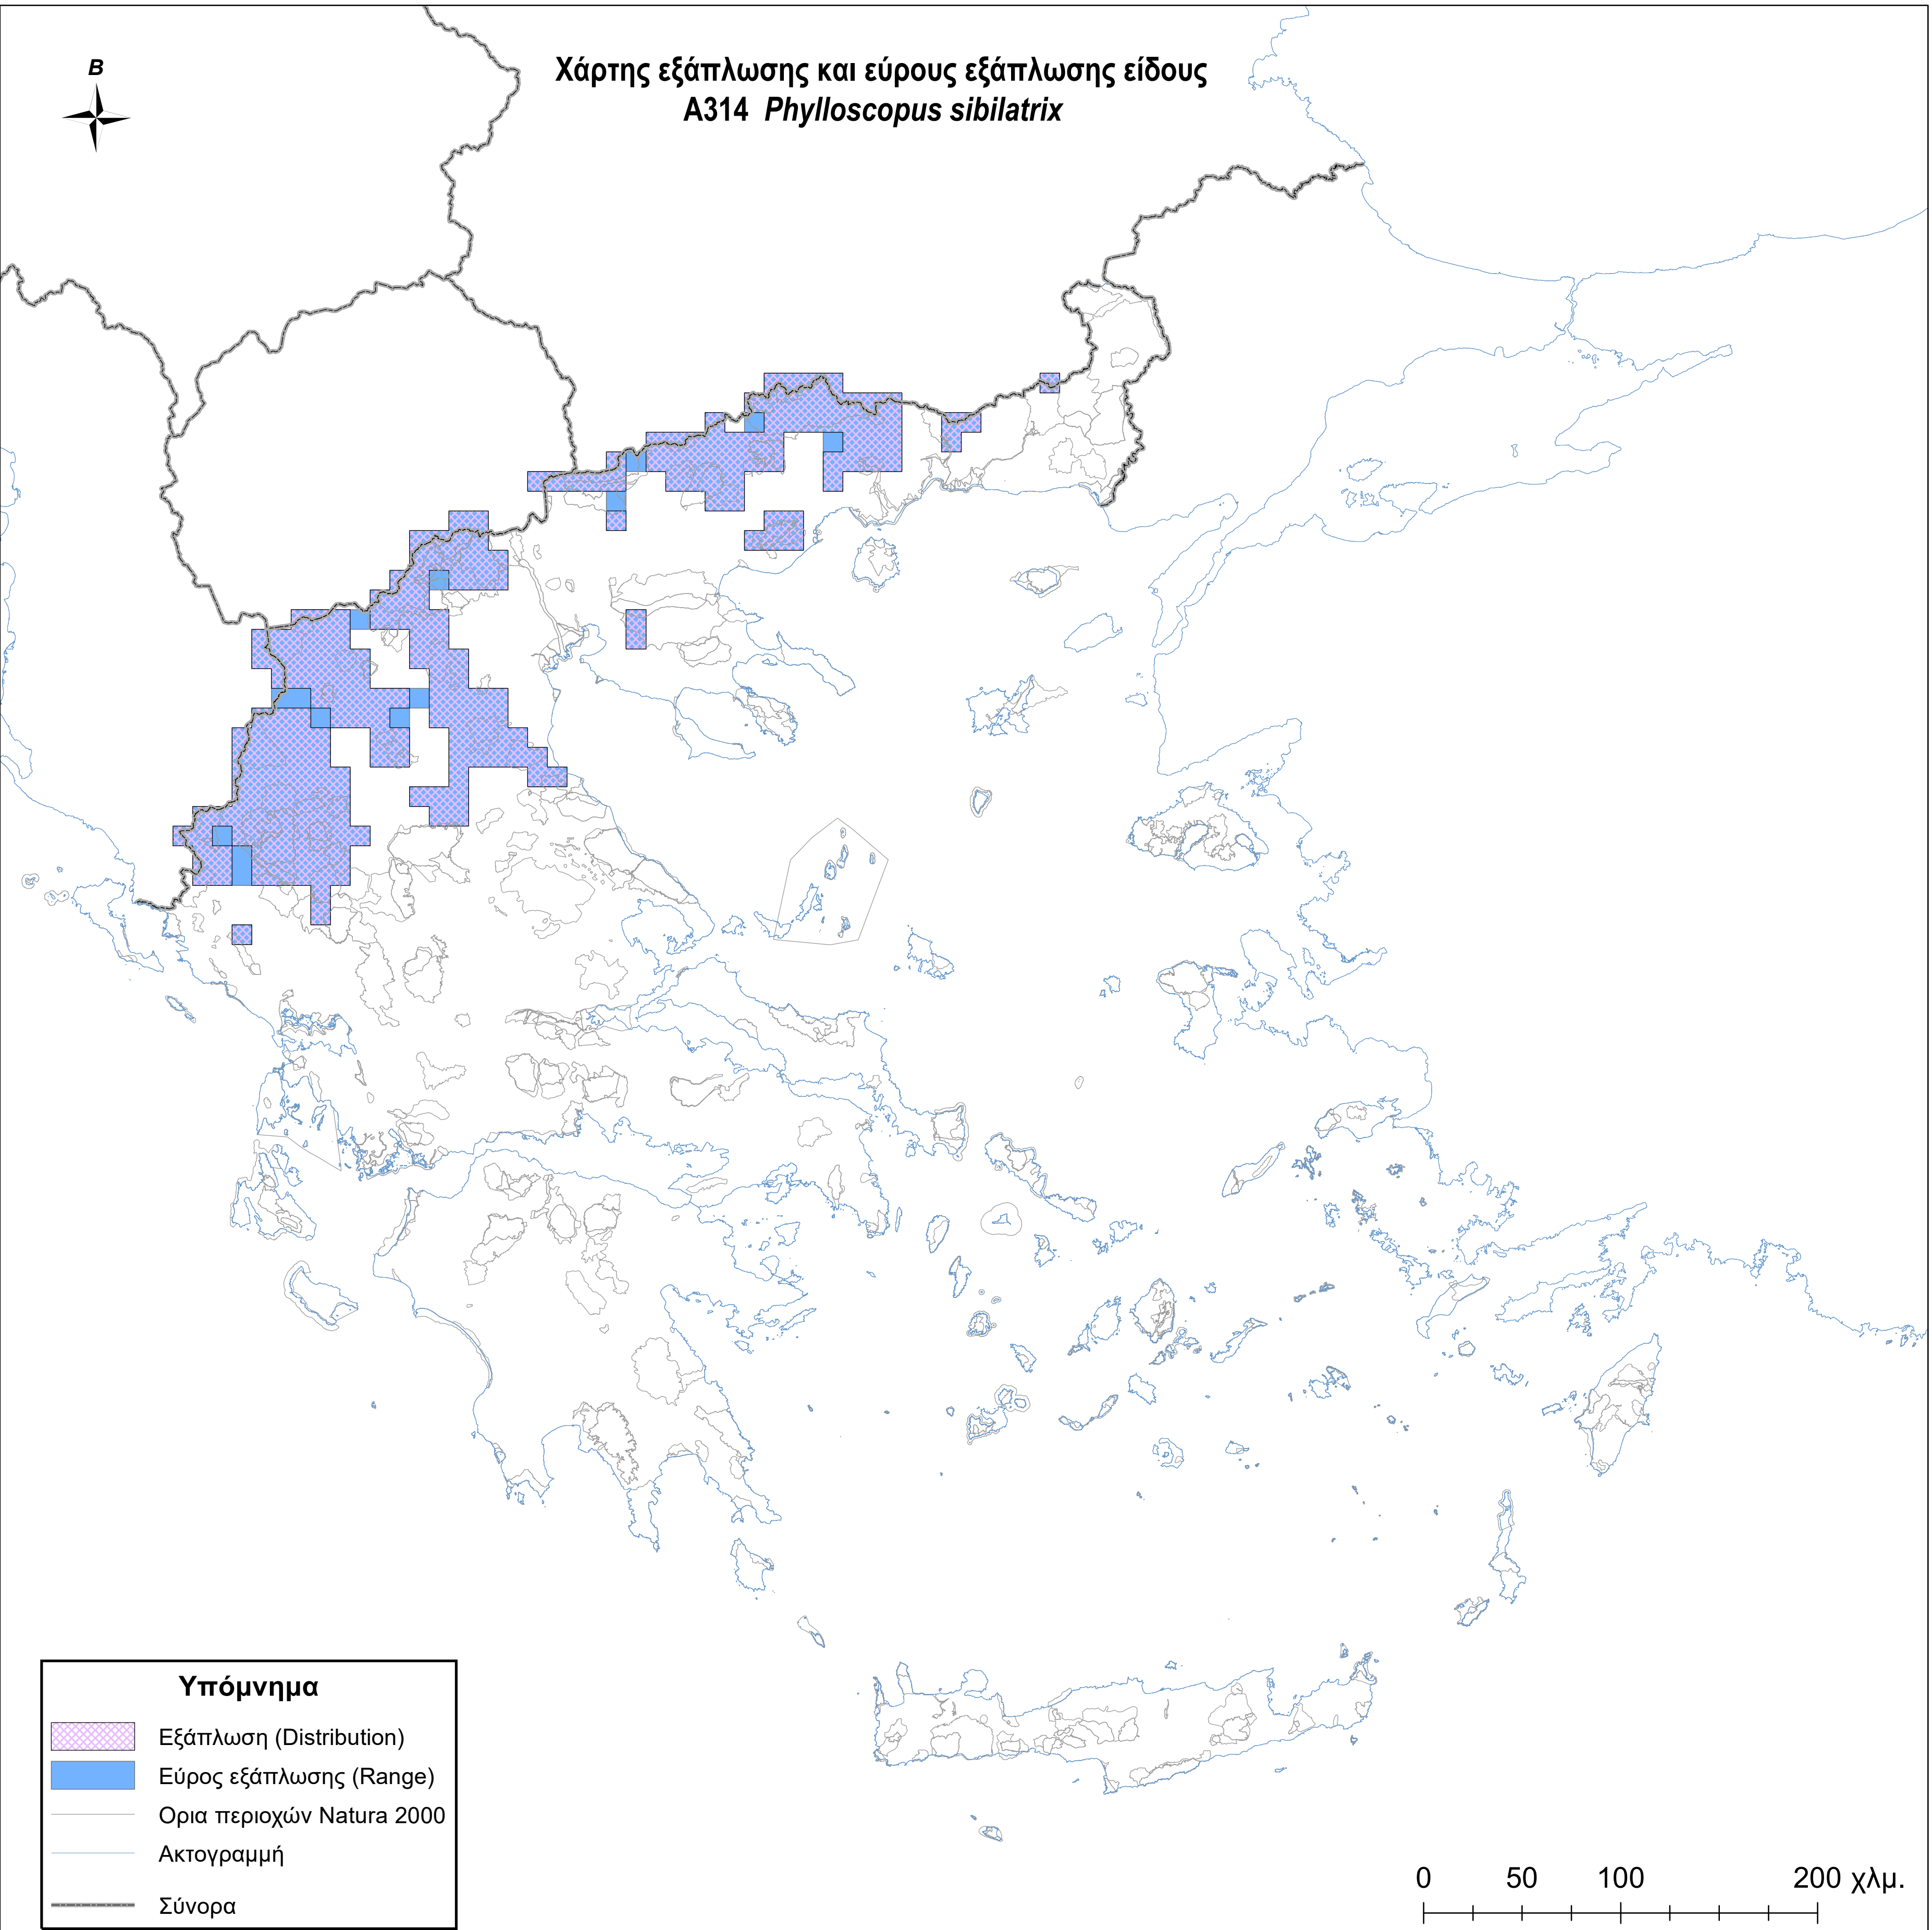 Χάρτης εξάπλωσης και εύρους εξάπλωσης είδους
A314 Phylloscopus sibilatrix
Β
Υπόμνημα
Εξάπλωση (Distribution)
Εύρος εξάπλωσης (Range)
Ορια περιοχών Natura 2000
Ακτογραμμή
Σύνορα
0 50 100 200 χλμ.